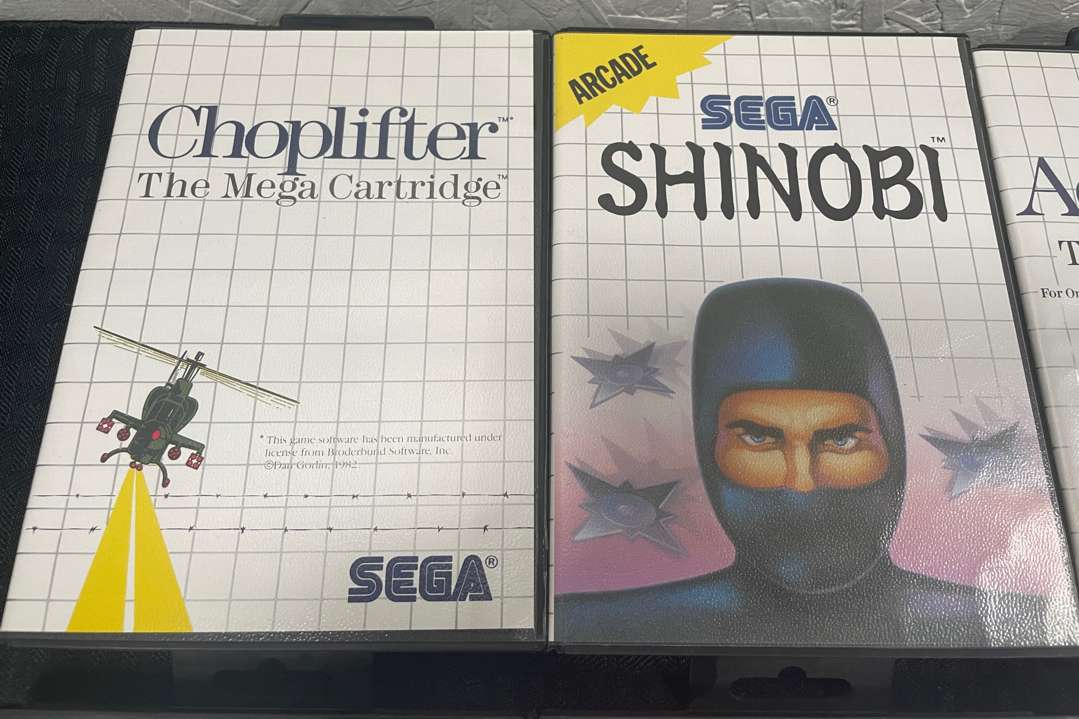 Choplifter™*
The Mega Cartridge™
* This game software has been manufactured under
license from Broderbund Software, Inc.
©Dan Gorlin, 1982
SEGA®
ARCADE
SEGA®
SHINOBI™